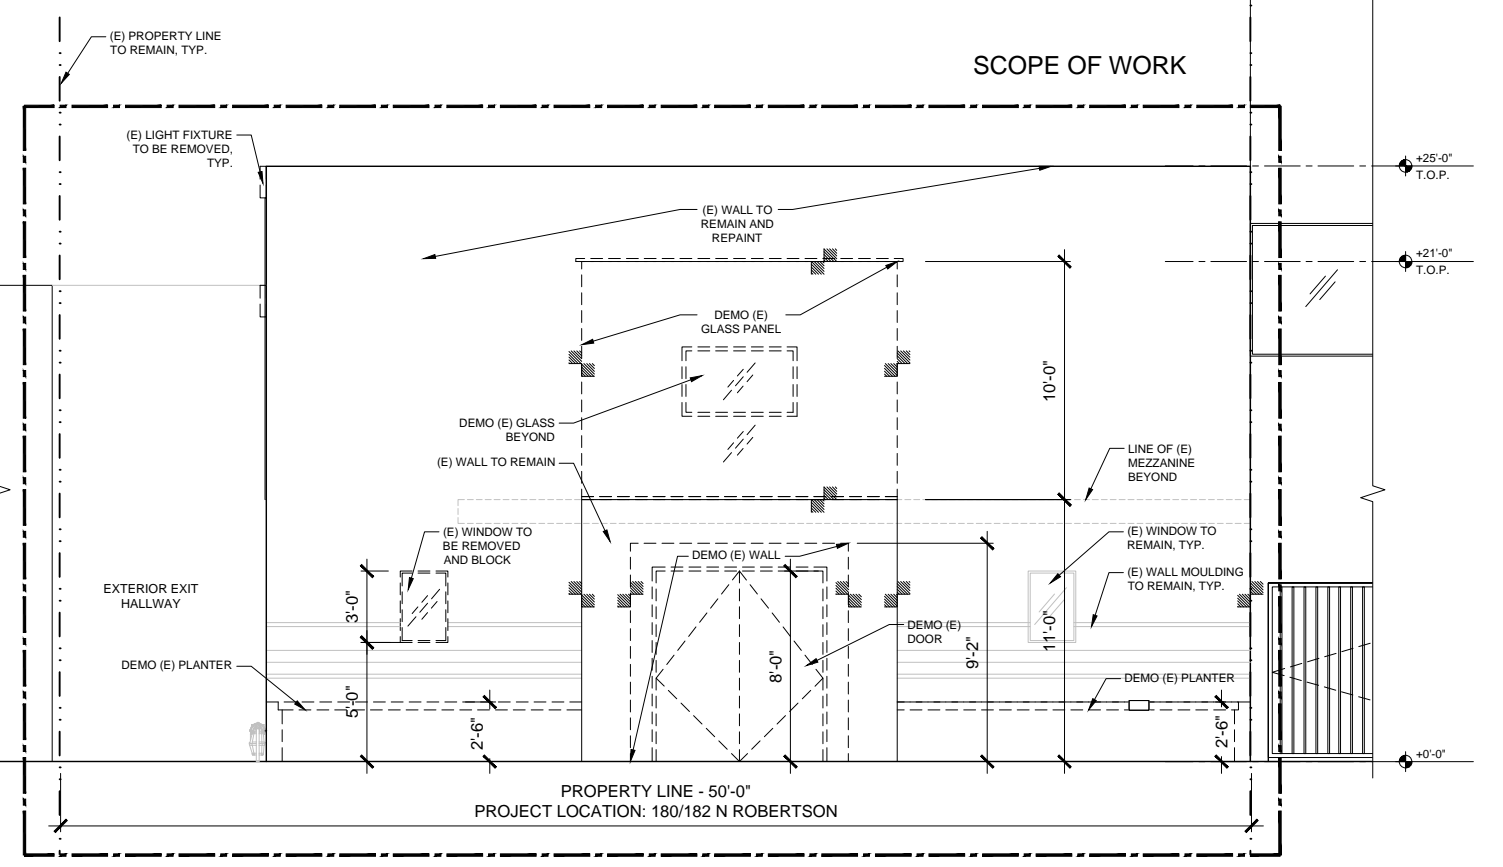 (E) PROPERTY LINE
TO REMAIN, TYP.
SCOPE OF WORK
(E) LIGHT FIXTURE
TO BE REMOVED,
TYP.
+25'-0"
T.O.P.
(E) WALL TO
REMAIN AND
REPAINT
+21'-0"
T.O.P.
DEMO (E)
GLASS PANEL
10'-0"
DEMO (E) GLASS
BEYOND
(E) WALL TO REMAIN
LINE OF (E)
MEZZANINE
BEYOND
(E) WINDOW TO
BE REMOVED
AND BLOCK
DEMO (E) WALL
(E) WINDOW TO
REMAIN, TYP.
(E) WALL MOULDING
TO REMAIN, TYP.
EXTERIOR EXIT
HALLWAY
3'-0"
DEMO (E)
DOOR
11'-0"
9'-2"
8'-0"
DEMO (E) PLANTER
DEMO (E) PLANTER
5'-0"
2'-6"
2'-6"
+0'-0"
PROPERTY LINE - 50'-0"
PROJECT LOCATION: 180/182 N ROBERTSON